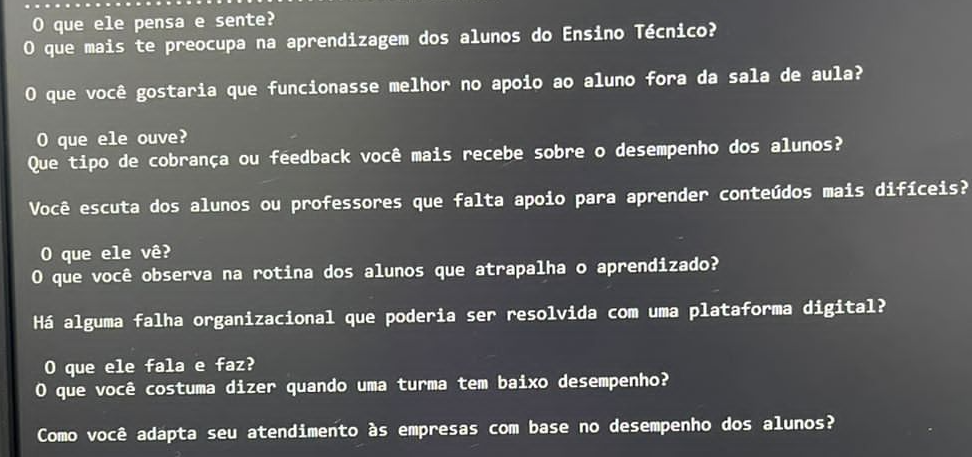 O que ele pensa e sente?
O que mais te preocupa na aprendizagem dos alunos do Ensino Técnico?
O que você gostaria que funcionasse melhor no apoio ao aluno fora da sala de aula?
O que ele ouve?
Que tipo de cobrança ou feedback você mais recebe sobre o desempenho dos alunos?
Você escuta dos alunos ou professores que falta apoio para aprender conteúdos mais difíceis?
O que ele vê?
O que você observa na rotina dos alunos que atrapalha o aprendizado?
Há alguma falha organizacional que poderia ser resolvida com uma plataforma digital?
O que ele fala e faz?
O que você costuma dizer quando uma turma tem baixo desempenho?
Como você adapta seu atendimento às empresas com base no desempenho dos alunos?